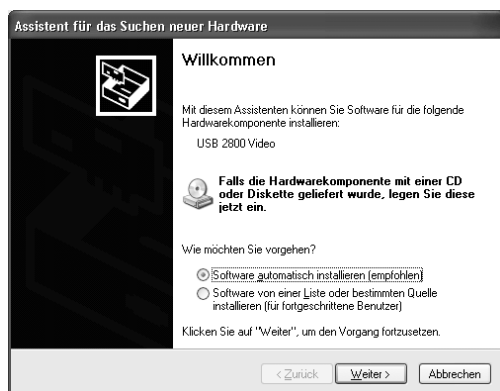 Assistent für das Suchen neuer Hardware
Willkommen
Mit diesem Assistenten können Sie Software für die folgende
Hardwarekomponente installieren:
USB 2800 Video
Falls die Hardwarekomponente mit einer CD
oder Diskette geliefert wurde, legen Sie diese
jetzt ein.
Wie möchten Sie vorgehen?
Software automatisch installieren (empfohlen)
Software von einer Liste oder bestimmten Quelle
installieren (für fortgeschrittene Benutzer)
Klicken Sie auf "Weiter", um den Vorgang fortzusetzen.
< Zurück Weiter > Abbrechen